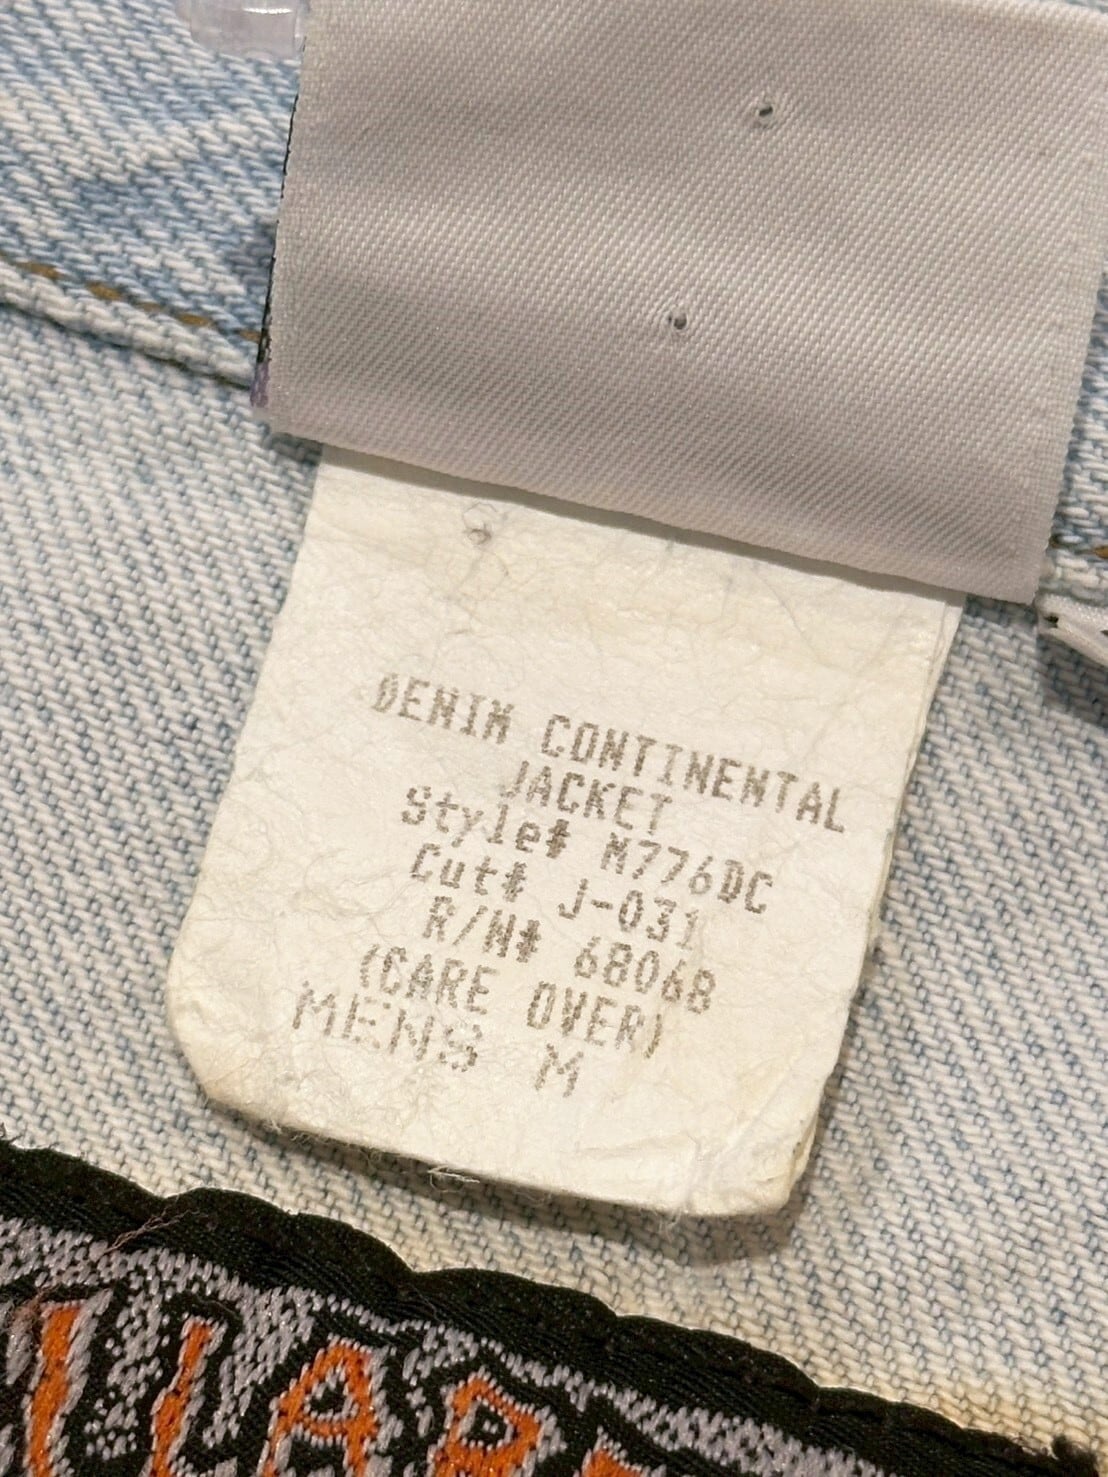 DENIM CONTINENTAL
JACKET
Style# M776DC
Cut# J-031
R/N# 68068
(CARE OVER)
MENS M